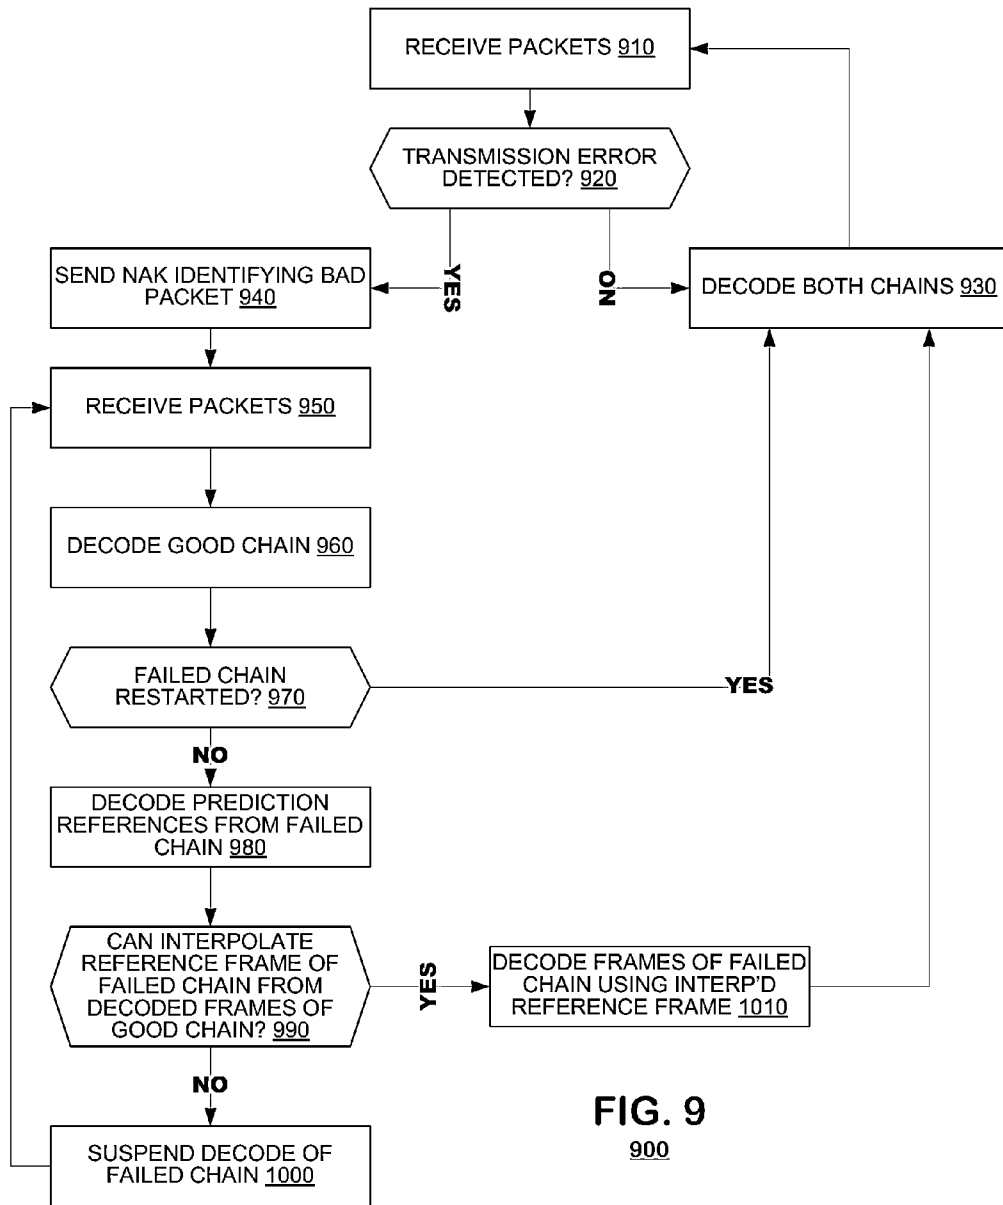 RECEIVE PACKETS 910
TRANSMISSION ERROR
DETECTED? 920
YES
NO
SEND NAK IDENTIFYING BAD
PACKET 940
DECODE BOTH CHAINS 930
RECEIVE PACKETS 950
DECODE GOOD CHAIN 960
FAILED CHAIN
RESTARTED? 970
YES
NO
DECODE PREDICTION
REFERENCES FROM FAILED
CHAIN 980
CAN INTERPOLATE
REFERENCE FRAME OF
FAILED CHAIN FROM
DECODED FRAMES OF
GOOD CHAIN? 990
YES
DECODE FRAMES OF FAILED
CHAIN USING INTERP'D
REFERENCE FRAME 1010
NO
SUSPEND DECODE OF
FAILED CHAIN 1000
FIG. 9
900